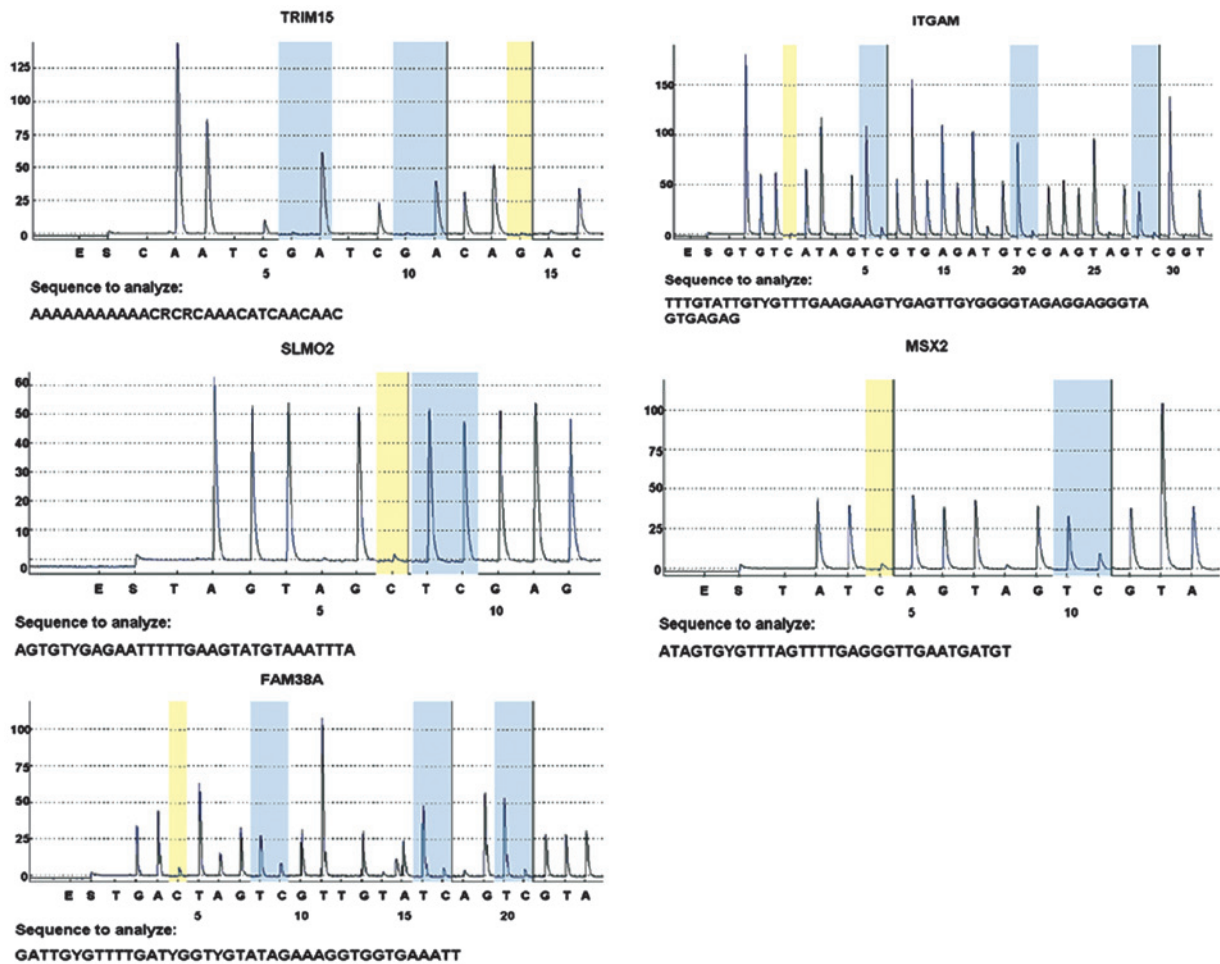 TRIM15
125
100
75
50
25
0
E S C A A T C G A T C G A C A G A C
5 10 15
Sequence to analyze:
AAAAAAAAAAACRCRCAAACATCAACAAC
ITGAM
150
100
50
0
E S G T G T C A T A G T C G T G A G A T G T C G A G T A G T C G G T
5 15 20 25 30
Sequence to analyze:
TTTGTATTGTYGTTTGAAGAAGTYGAGTTGYGGGGTAGAGGAGGGTA
GTGAGAG
SLMO2
60
50
40
30
20
10
0
E S T A G T A G C T C G A G
5 10
Sequence to analyze:
AGTGTYGAGAATTTTTGAAGTATGTAAATTTA
MSX2
100
75
50
25
0
E S T A T C A G T A G T C G T A
5 10
Sequence to analyze:
ATAGTGYGTTTAGTTTTGAGGGTTGAATGATGT
FAM38A
100
75
50
25
0
E S T G A C T A G T C G T T G T A T C A G T C G T A
5 10 15 20
Sequence to analyze:
GATTGYGTTTTGATYGGTYGTATAGAAAGGTGGTGAAATT